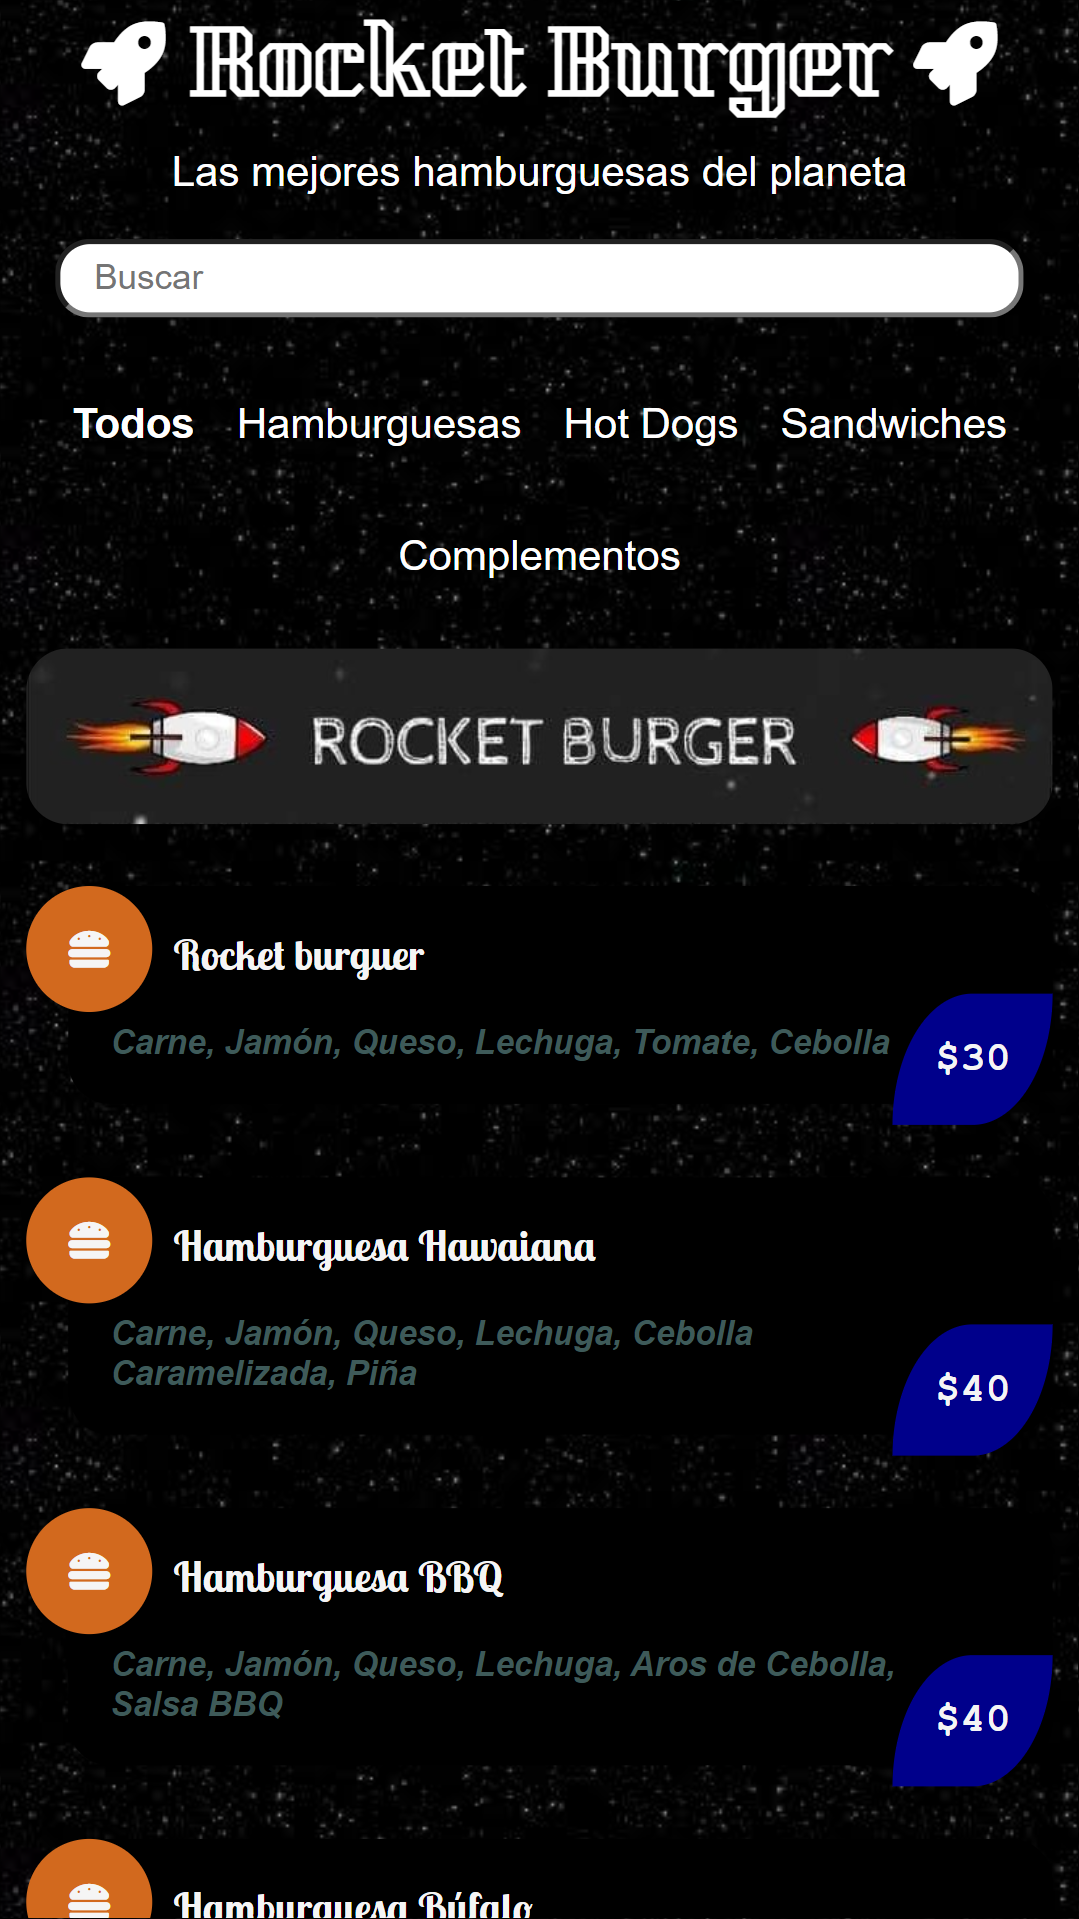 Rocket Burger
Las mejores hamburguesas del planeta
Buscar
Todos Hamburguesas Hot Dogs Sandwiches
Complementos
ROCKET BURGER
Rocket burguer
Carne, Jamón, Queso, Lechuga, Tomate, Cebolla
$30
Hamburguesa Hawaiana
Carne, Jamón, Queso, Lechuga, Cebolla
Caramelizada, Piña
$40
Hamburguesa BBQ
Carne, Jamón, Queso, Lechuga, Aros de Cebolla,
Salsa BBQ
$40
Hamburguesa Búfalo